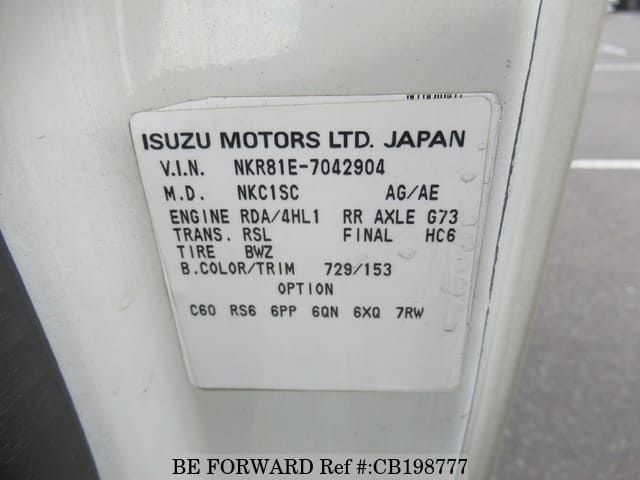 ISUZU MOTORS LTD. JAPAN
V.I.N. NKR81E-7042904
M.D. NKC1SC AG/AE
ENGINE RDA/4HL1 RR AXLE G73
TRANS. RSL FINAL HC6
TIRE BWZ
B.COLOR/TRIM 729/153
OPTION
C60 RS6 6PP 6QN 6XQ 7RW
BE FORWARD Ref #:CB198777